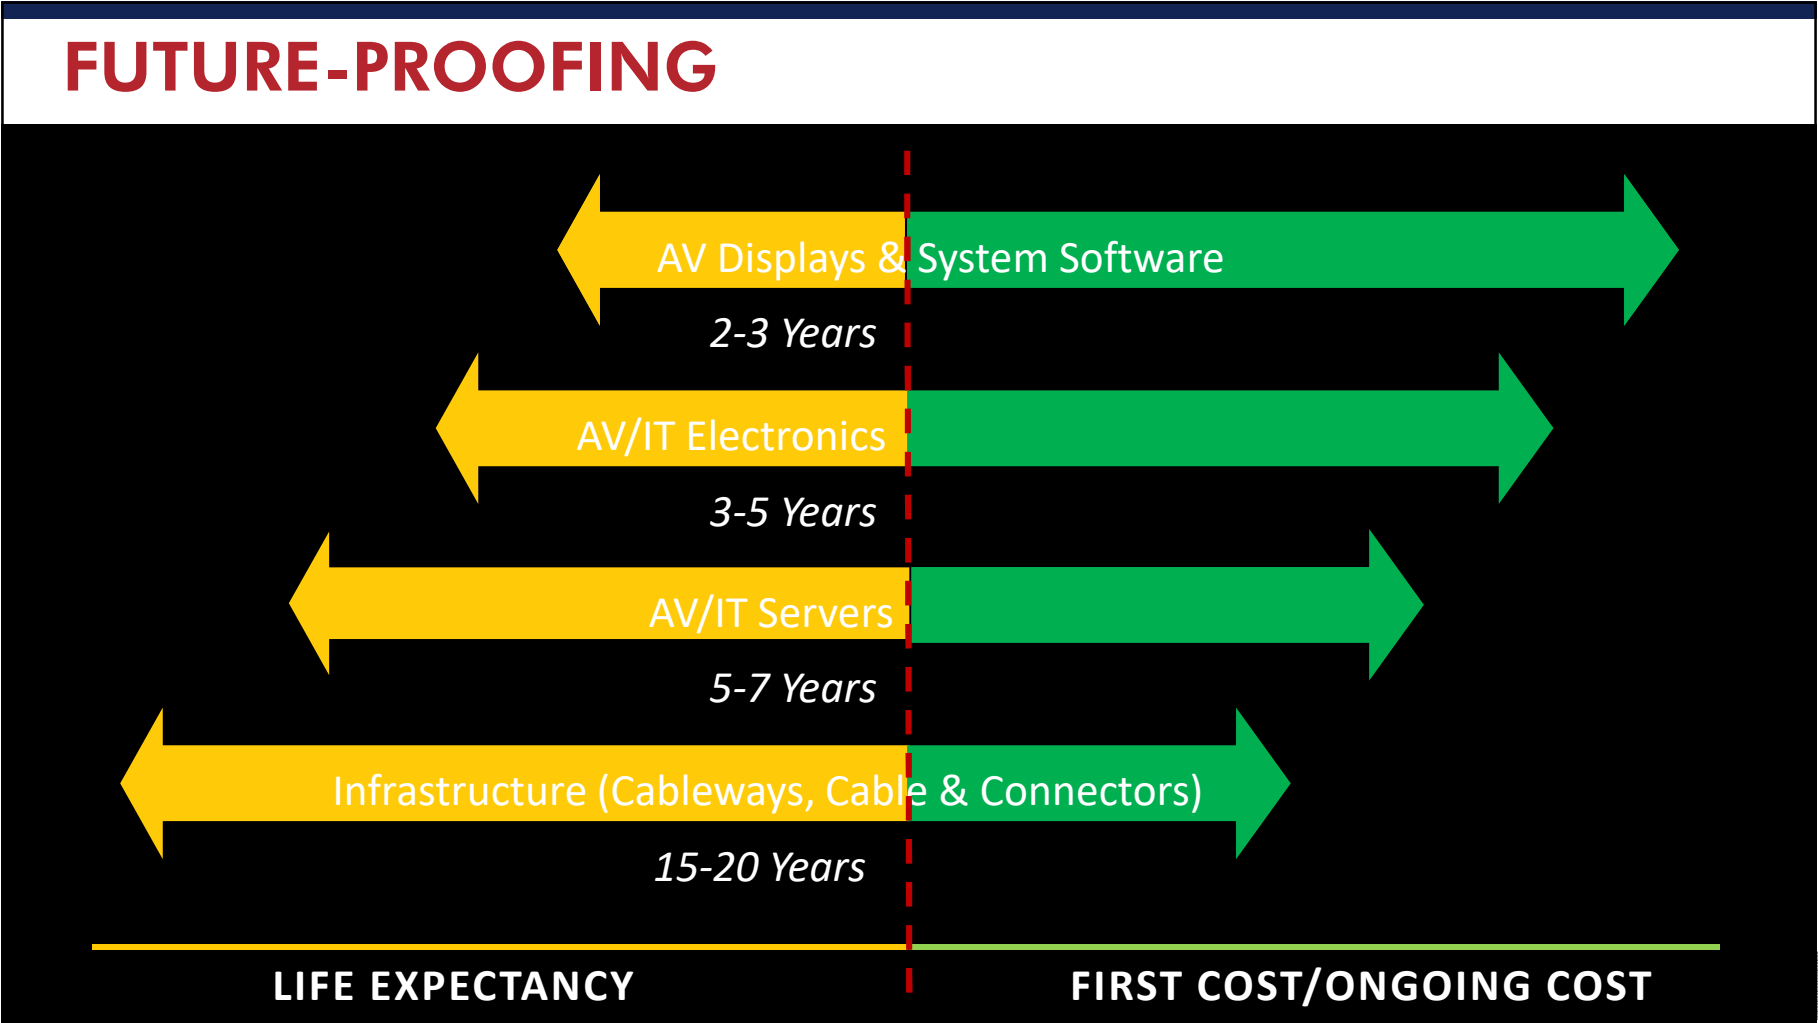 FUTURE-PROOFING
AV Displays & System Software
2-3 Years
AV/IT Electronics
3-5 Years
AV/IT Servers
5-7 Years
Infrastructure (Cableways, Cable & Connectors)
15-20 Years
LIFE EXPECTANCY
FIRST COST/ONGOING COST